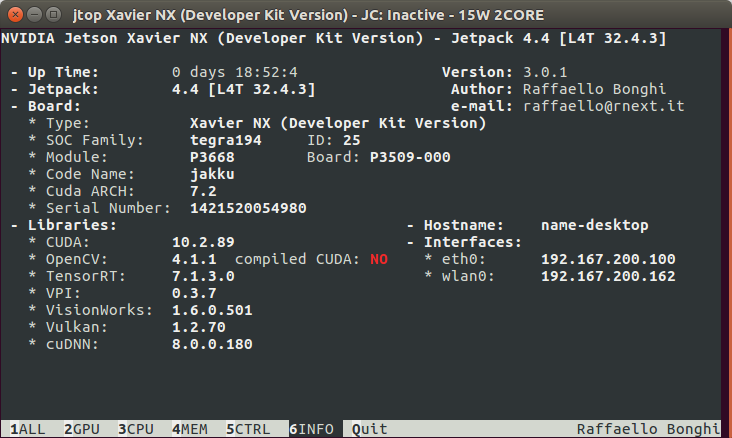 jtop Xavier NX (Developer Kit Version) - JC: Inactive - 15W 2CORE
NVIDIA Jetson Xavier NX (Developer Kit Version) - Jetpack 4.4 [L4T 32.4.3]
- Up Time: 0 days 18:52:4 Version: 3.0.1
- Jetpack: 4.4 [L4T 32.4.3] Author: Raffaello Bonghi
- Board: e-mail: raffaello@rnext.it
* Type: Xavier NX (Developer Kit Version)
* SOC Family: tegra194 ID: 25
* Module: P3668 Board: P3509-000
* Code Name: jakku
* Cuda ARCH: 7.2
* Serial Number: 1421520054980
- Libraries: - Hostname: name-desktop
* CUDA: 10.2.89 - Interfaces:
* OpenCV: 4.1.1 compiled CUDA: NO * eth0: 192.167.200.100
* TensorRT: 7.1.3.0 * wlan0: 192.167.200.162
* VPI: 0.3.7
* VisionWorks: 1.6.0.501
* Vulkan: 1.2.70
* cuDNN: 8.0.0.180
1ALL 2GPU 3CPU 4MEM 5CTRL 6INFO Quit Raffaello Bonghi